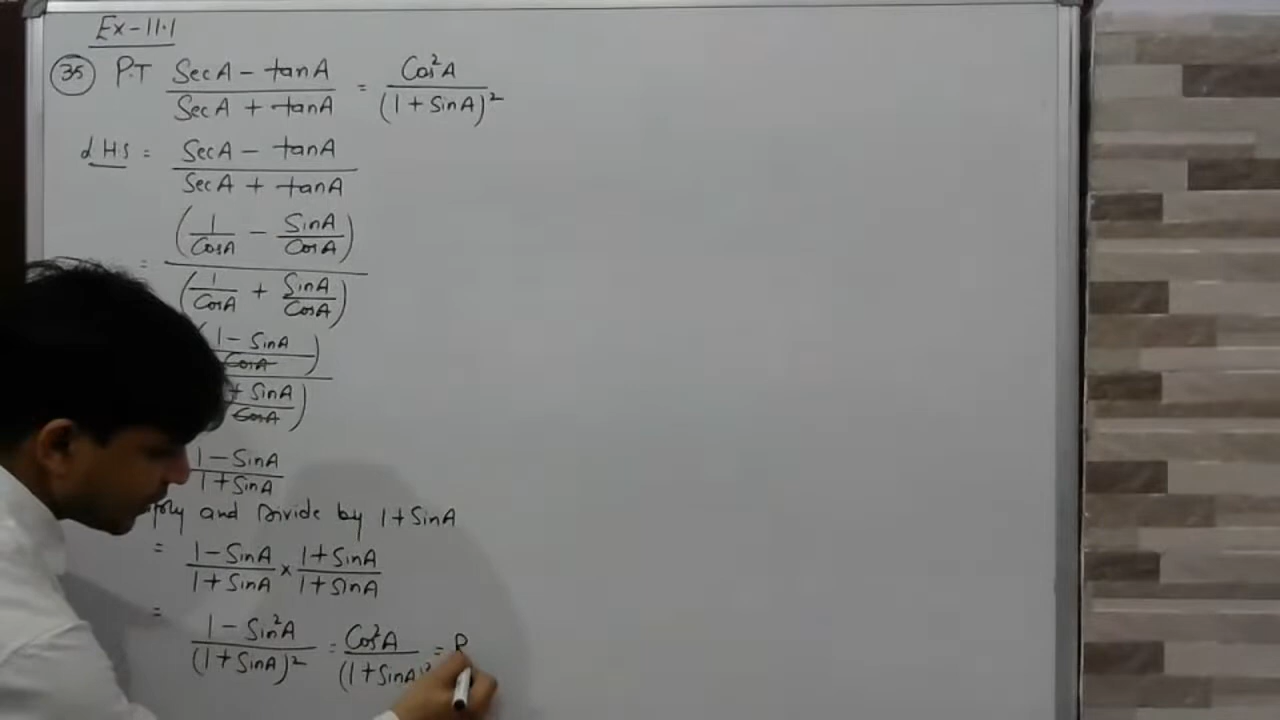 Ex-11.1
35 P.T (SecA - tanA)/(SecA + tanA) = Cos²A/(1 + SinA)²
LHS = (SecA - tanA)/(SecA + tanA)
= (1/CosA - SinA/CosA)/(1/CosA + SinA/CosA)
(1 - SinA/CosA)/(+ SinA/CosA)
(1 - SinA)/(1 + SinA)
and Divide by 1 + SinA
= (1 - SinA)/(1 + SinA) × (1 + SinA)/(1 + SinA)
= (1 - Sin²A)/(1 + SinA)² = Cos²A/(1 + SinA)² = R